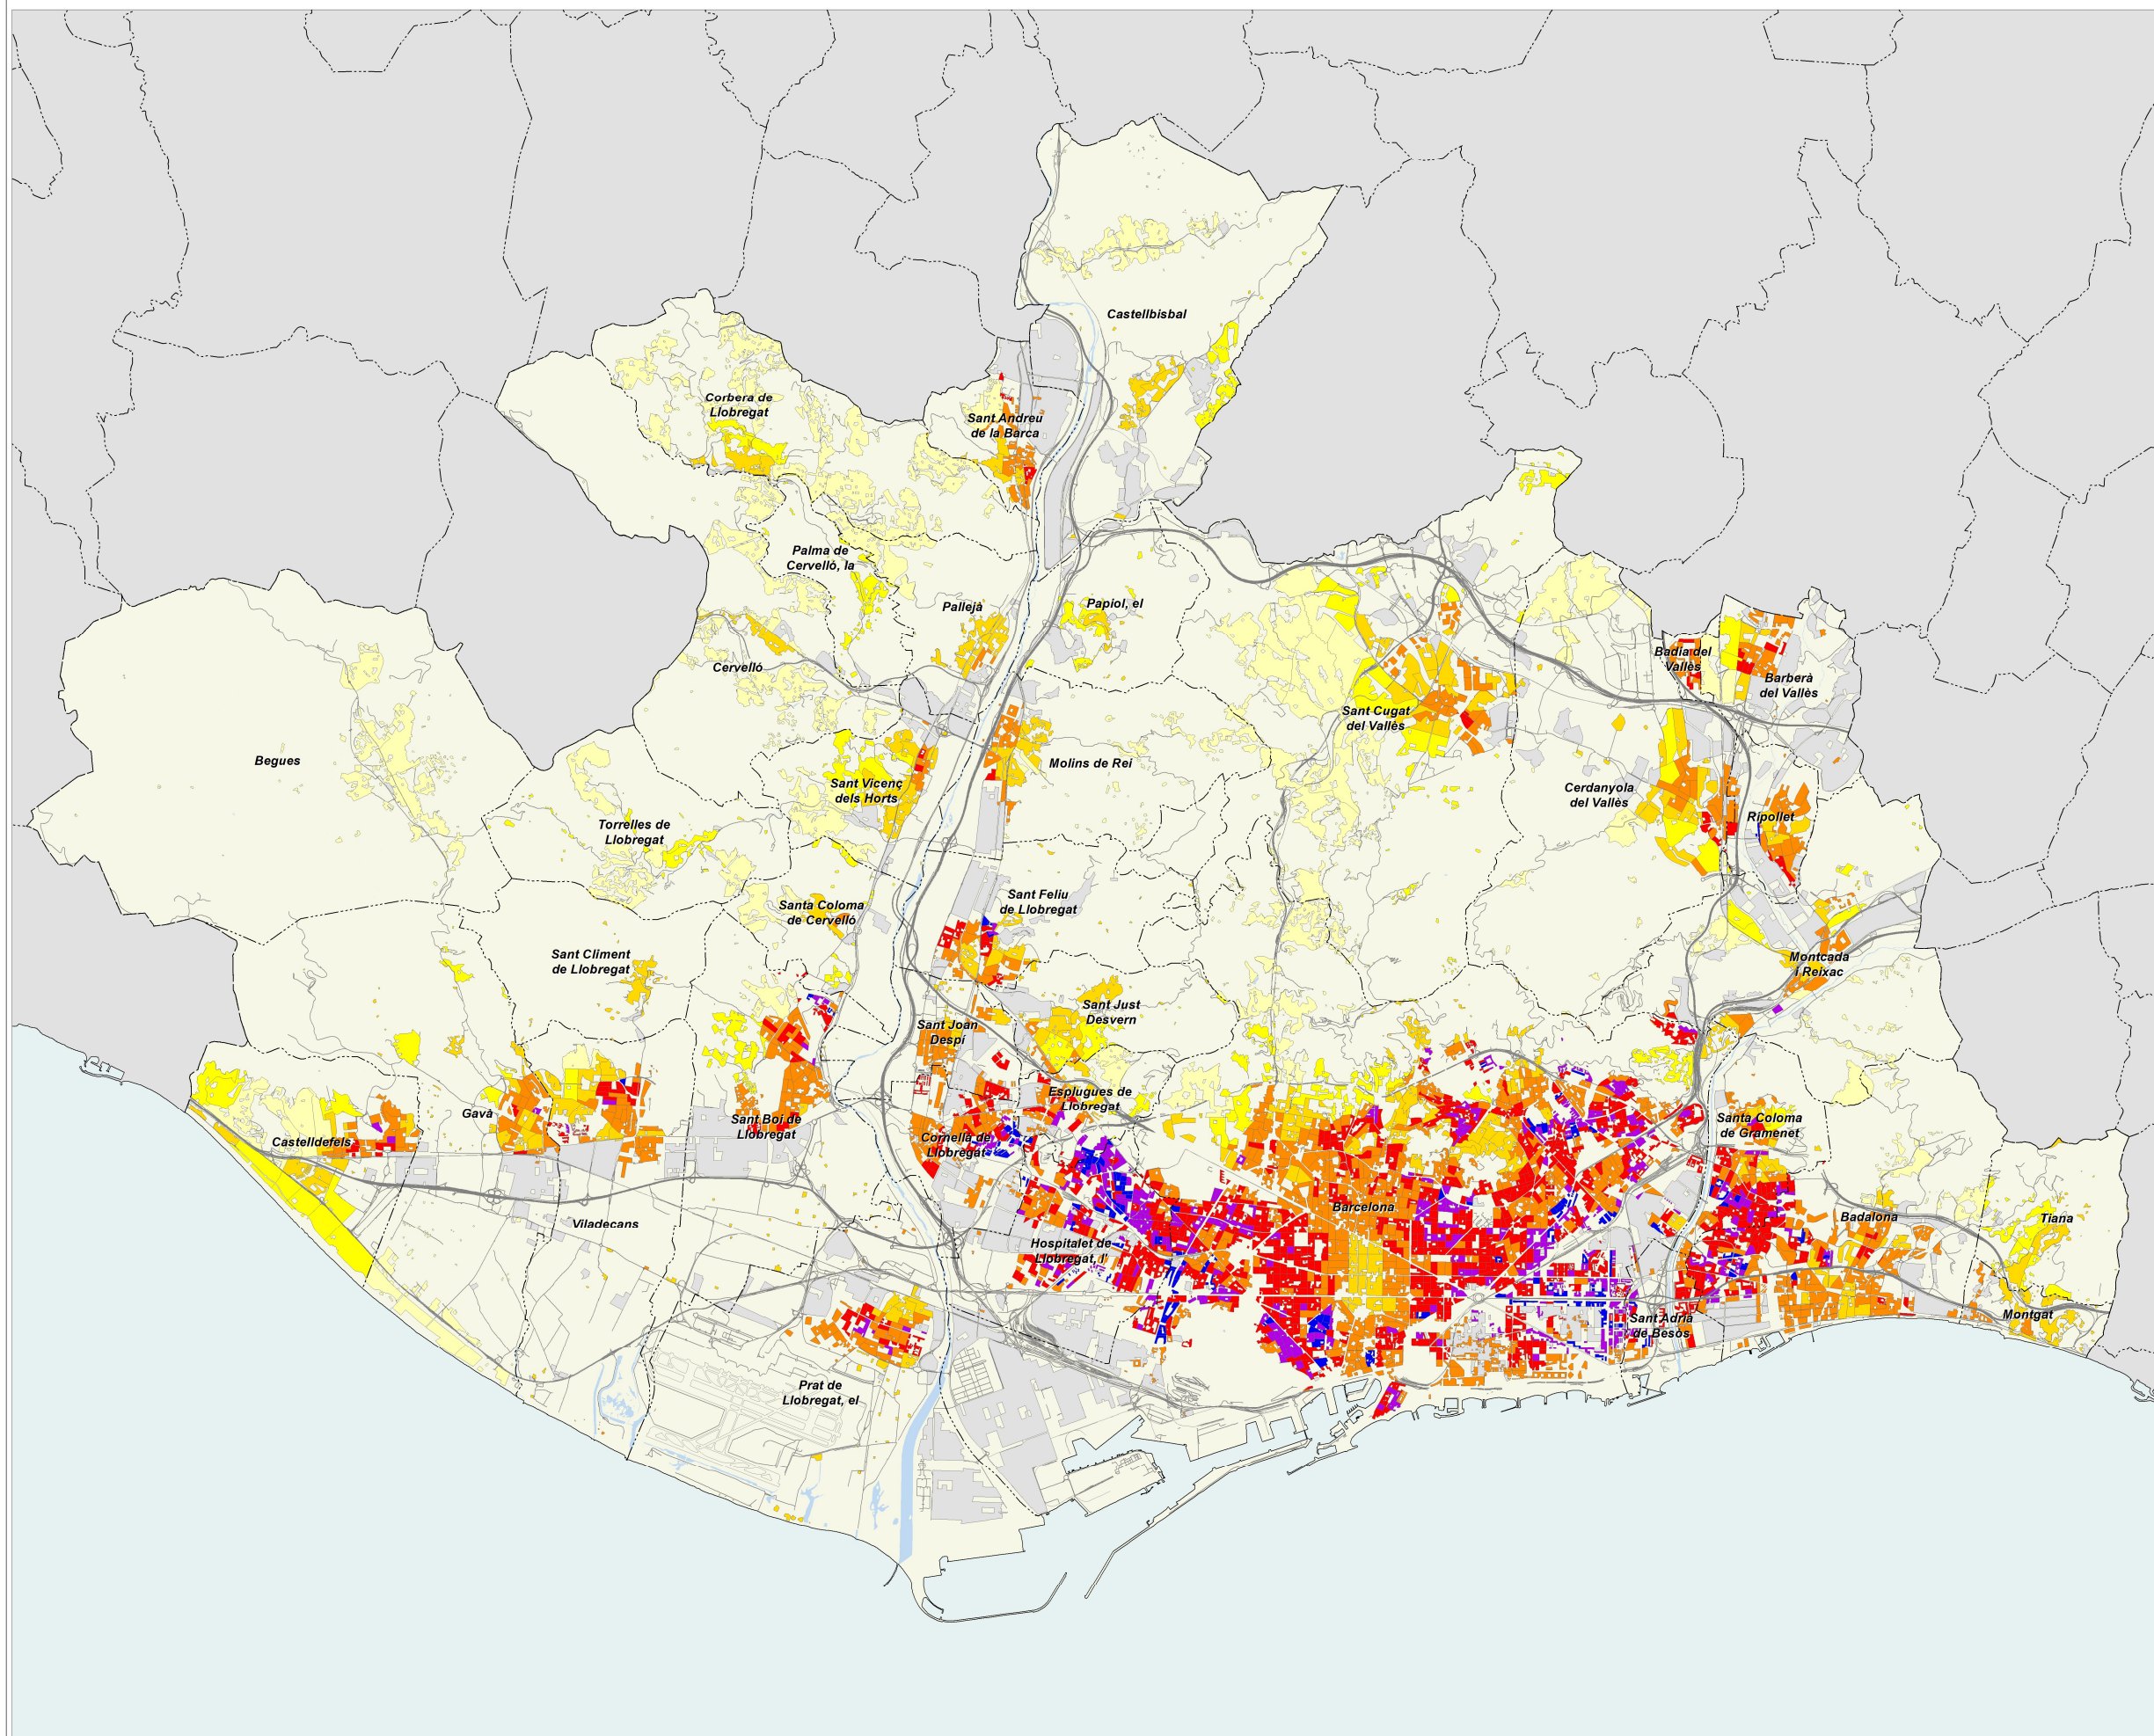 Castellbisbal
Corbera de
Llobregat
Sant Andreu
de la Barca
Palma de
Cervelló, la
Pallejà
Papiol, el
Cervelló
Badia del
Vallès
Barberà
del Vallès
Sant Cugat
del Vallès
Begues
Molins de Rei
Sant Vicenç
dels Horts
Cerdanyola
del Vallès
Ripollet
Torrelles de
Llobregat
Sant Feliu
de Llobregat
Santa Coloma
de Cervelló
Sant Climent
de Llobregat
Montcada
i Reixac
Sant Just
Desvern
Sant Joan
Despí
Esplugues de
Llobregat
Gavà
Sant Boi de
Llobregat
Santa Coloma
de Gramenet
Castelldefels
Cornellà de
Llobregat
Barcelona
Badalona
Tiana
Viladecans
Hospitalet de
Llobregat, l'
Sant Adrià
de Besòs
Montgat
Prat de
Llobregat, el